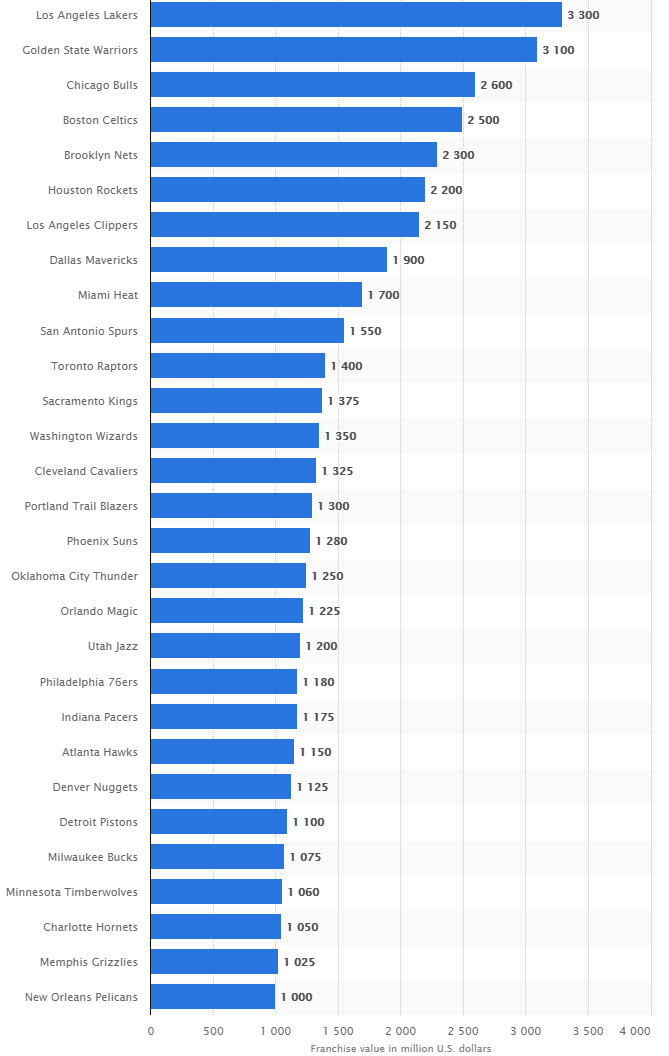 Los Angeles Lakers 3 300
Golden State Warriors 3 100
Chicago Bulls 2 600
Boston Celtics 2 500
Brooklyn Nets 2 300
Houston Rockets 2 200
Los Angeles Clippers 2 150
Dallas Mavericks 1 900
Miami Heat 1 700
San Antonio Spurs 1 550
Toronto Raptors 1 400
Sacramento Kings 1 375
Washington Wizards 1 350
Cleveland Cavaliers 1 325
Portland Trail Blazers 1 300
Phoenix Suns 1 280
Oklahoma City Thunder 1 250
Orlando Magic 1 225
Utah Jazz 1 200
Philadelphia 76ers 1 180
Indiana Pacers 1 175
Atlanta Hawks 1 150
Denver Nuggets 1 125
Detroit Pistons 1 100
Milwaukee Bucks 1 075
Minnesota Timberwolves 1 060
Charlotte Hornets 1 050
Memphis Grizzlies 1 025
New Orleans Pelicans 1 000
0 500 1 000 1 500 2 000 2 500 3 000 3 500 4 000
Franchise value in million U.S. dollars